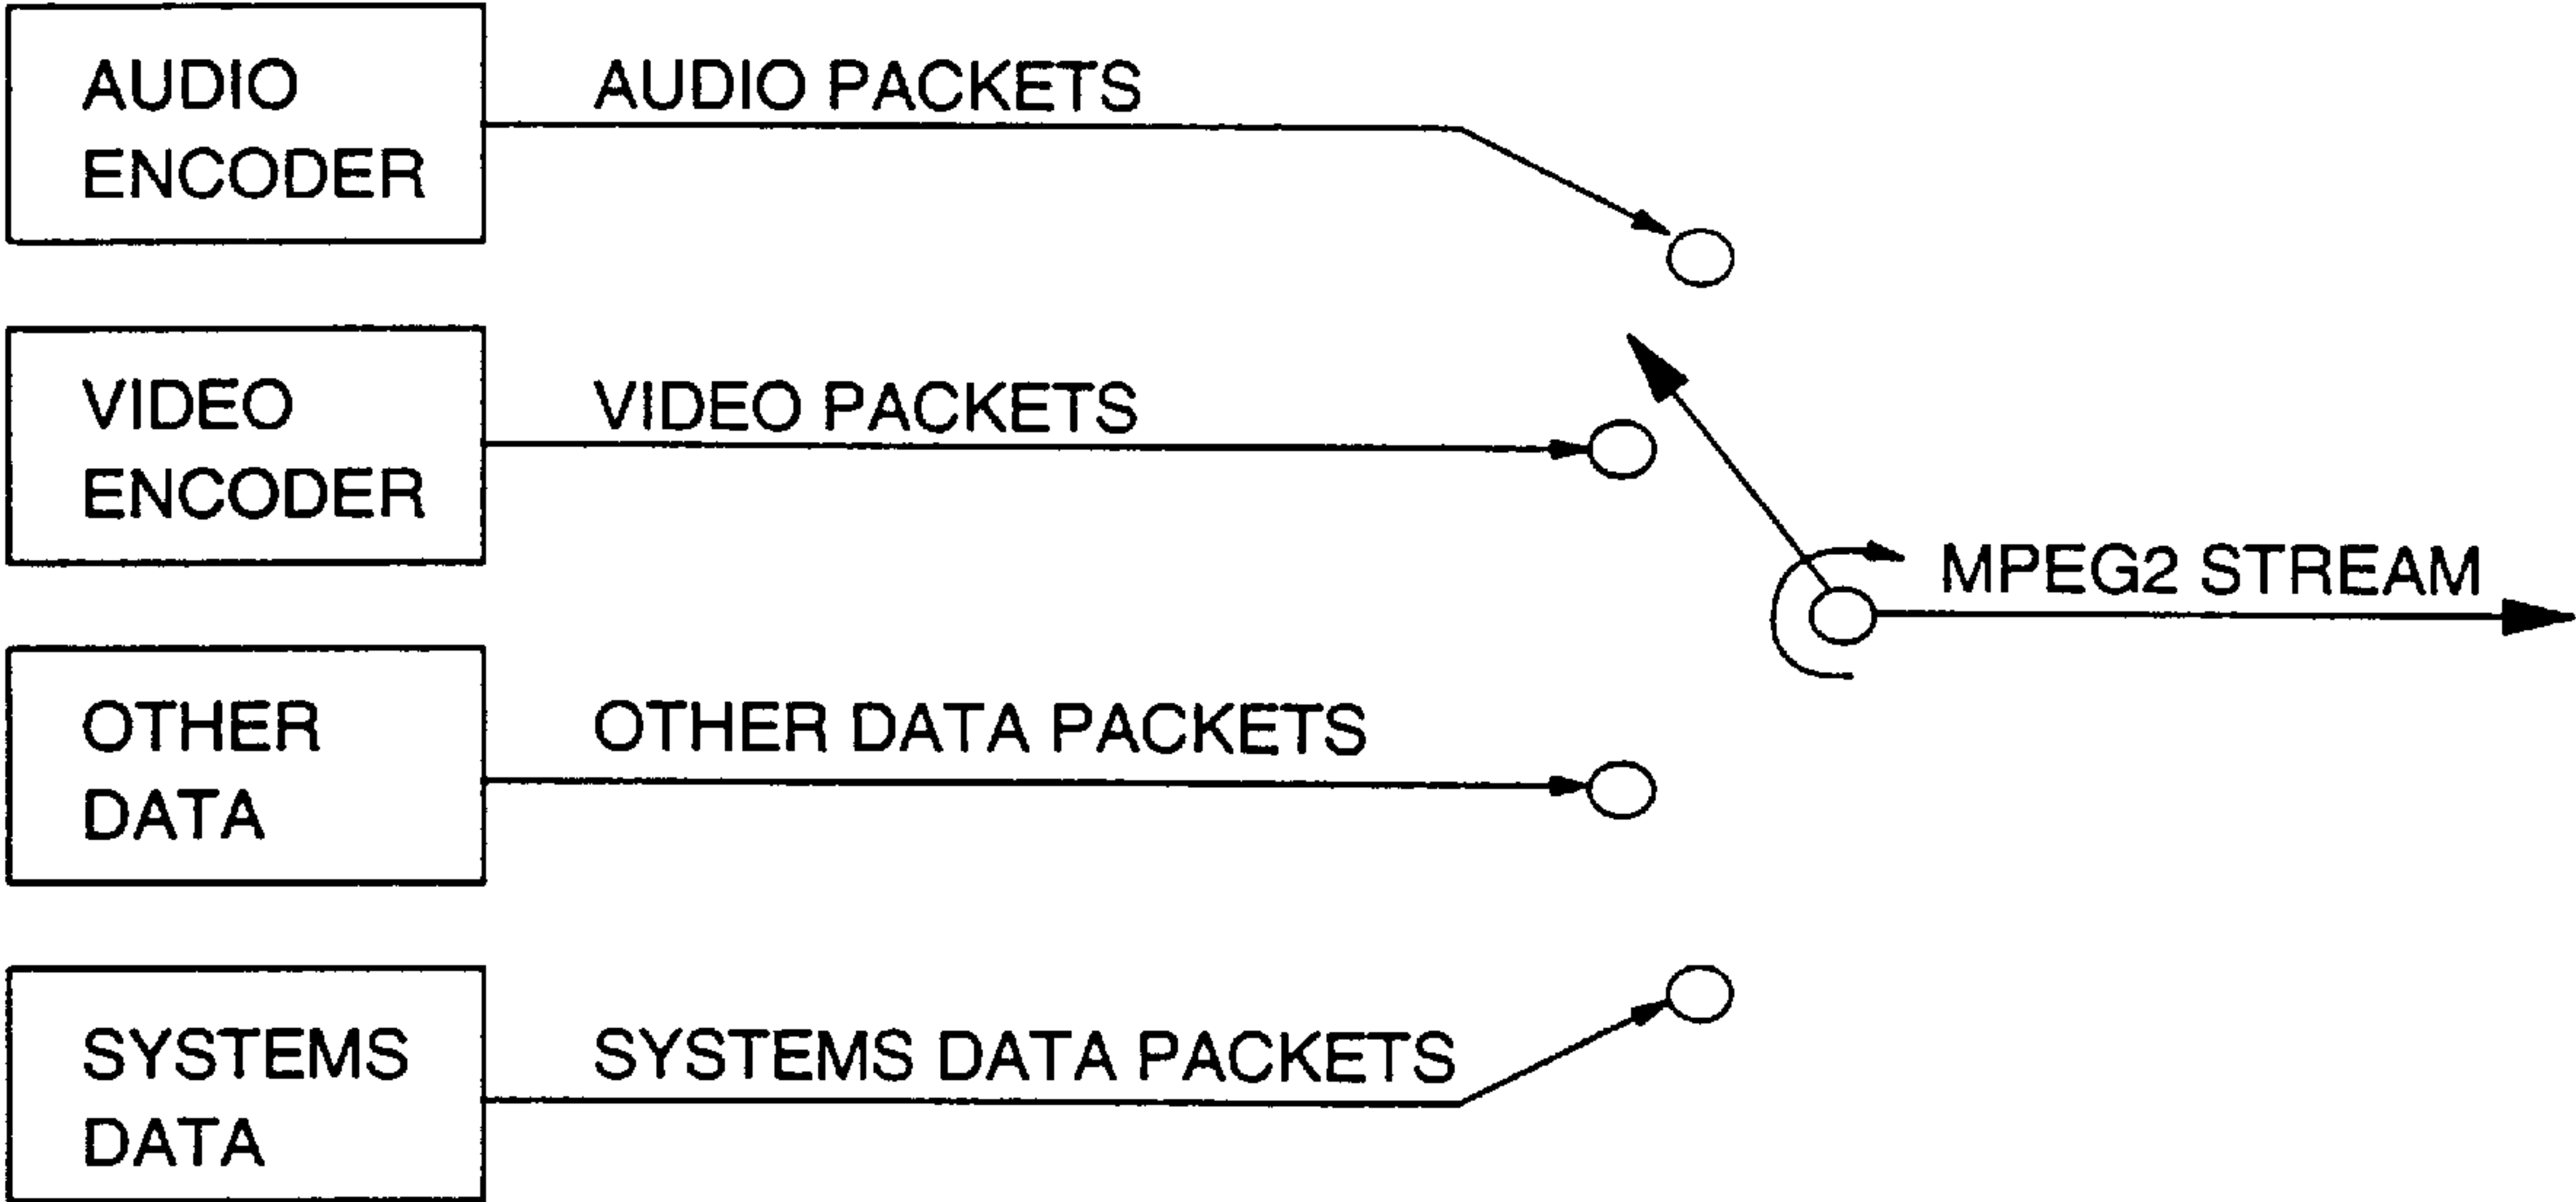 AUDIO
ENCODER
AUDIO PACKETS
VIDEO
ENCODER
VIDEO PACKETS
MPEG2 STREAM
OTHER
DATA
OTHER DATA PACKETS
SYSTEMS
DATA
SYSTEMS DATA PACKETS